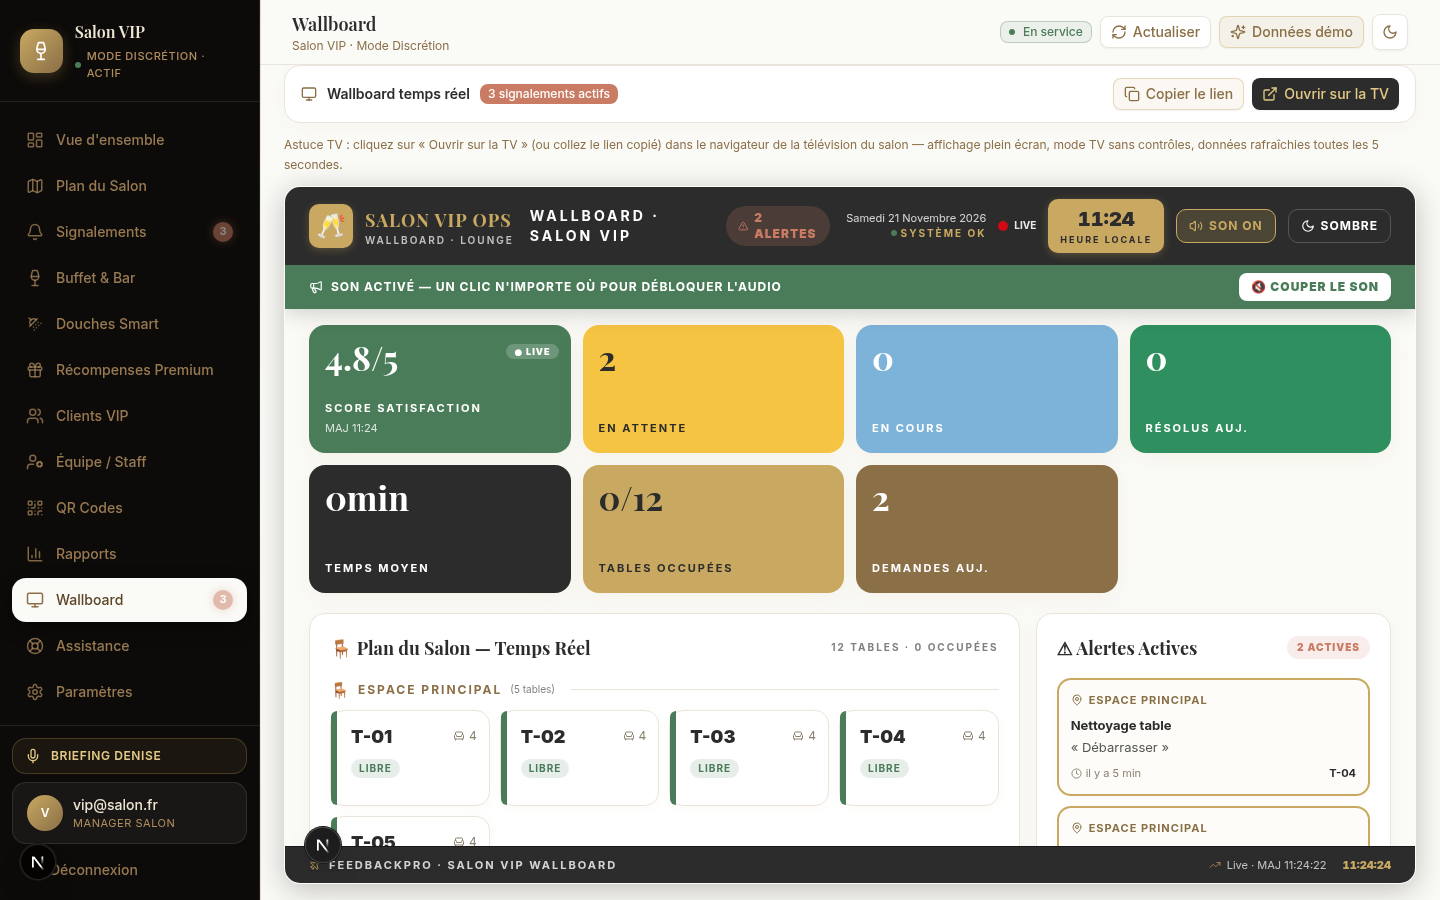 Salon VIP
MODE DISCRÉTION ·
ACTIF
Vue d'ensemble
Plan du Salon
Signalements
3
Buffet & Bar
Douches Smart
Récompenses Premium
Clients VIP
Équipe / Staff
QR Codes
Rapports
Wallboard
3
Assistance
Paramètres
BRIEFING DENISE
V
vip@salon.fr
MANAGER SALON
N
Déconnexion
Wallboard
Salon VIP · Mode Discrétion
En service
Actualiser
Données démo
Wallboard temps réel
3 signalements actifs
Copier le lien
Ouvrir sur la TV
Astuce TV : cliquez sur « Ouvrir sur la TV » (ou collez le lien copié) dans le navigateur de la télévision du salon — affichage plein écran, mode TV sans contrôles, données rafraîchies toutes les 5
secondes.
SALON VIP OPS
WALLBOARD · LOUNGE
WALLBOARD ·
SALON VIP
2
ALERTES
Samedi 21 Novembre 2026
SYSTÈME OK
LIVE
11:24
HEURE LOCALE
SON ON
SOMBRE
SON ACTIVÉ — UN CLIC N'IMPORTE OÙ POUR DÉBLOQUER L'AUDIO
COUPER LE SON
4.8/5
LIVE
SCORE SATISFACTION
MAJ 11:24
2
EN ATTENTE
0
EN COURS
0
RÉSOLUS AUJ.
0min
TEMPS MOYEN
0/12
TABLES OCCUPÉES
2
DEMANDES AUJ.
Plan du Salon — Temps Réel
12 TABLES · 0 OCCUPÉES
ESPACE PRINCIPAL (5 tables)
T-01
4
LIBRE
T-02
4
LIBRE
T-03
4
LIBRE
T-04
4
LIBRE
T-05
4
Alertes Actives
2 ACTIVES
ESPACE PRINCIPAL
Nettoyage table
« Débarrasser »
il y a 5 min
T-04
ESPACE PRINCIPAL
N
FEEDBACKPRO · SALON VIP WALLBOARD
Live · MAJ 11:24:22
11:24:24